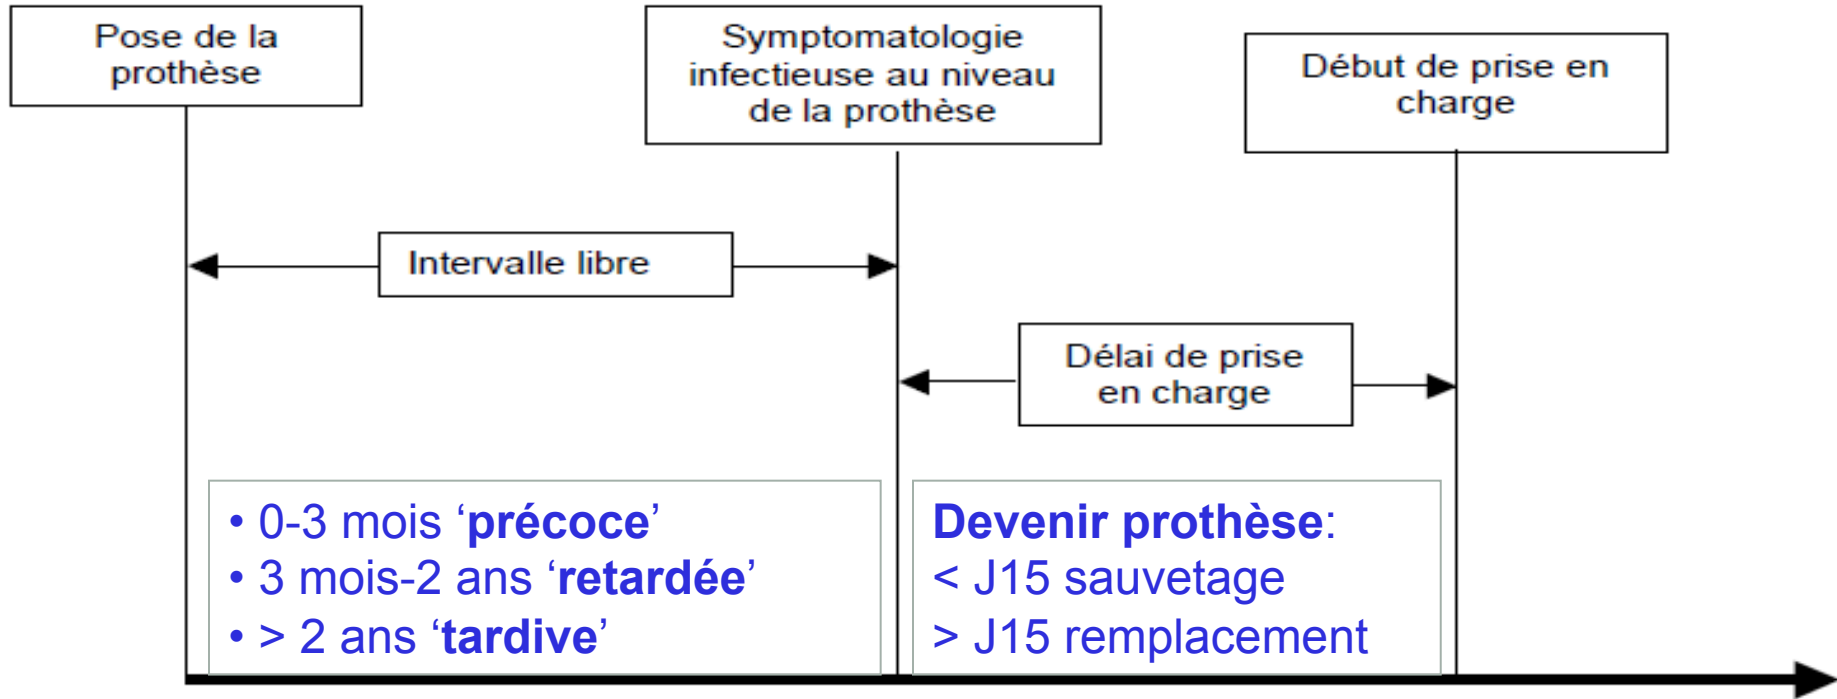 Pose de la
prothèse
Symptomatologie
infectieuse au niveau
de la prothèse
Début de prise en
charge
Intervalle libre
Délai de prise
en charge
• 0-3 mois ‘précoce’
• 3 mois-2 ans ‘retardée’
• > 2 ans ‘tardive’
Devenir prothèse:
< J15 sauvetage
> J15 remplacement